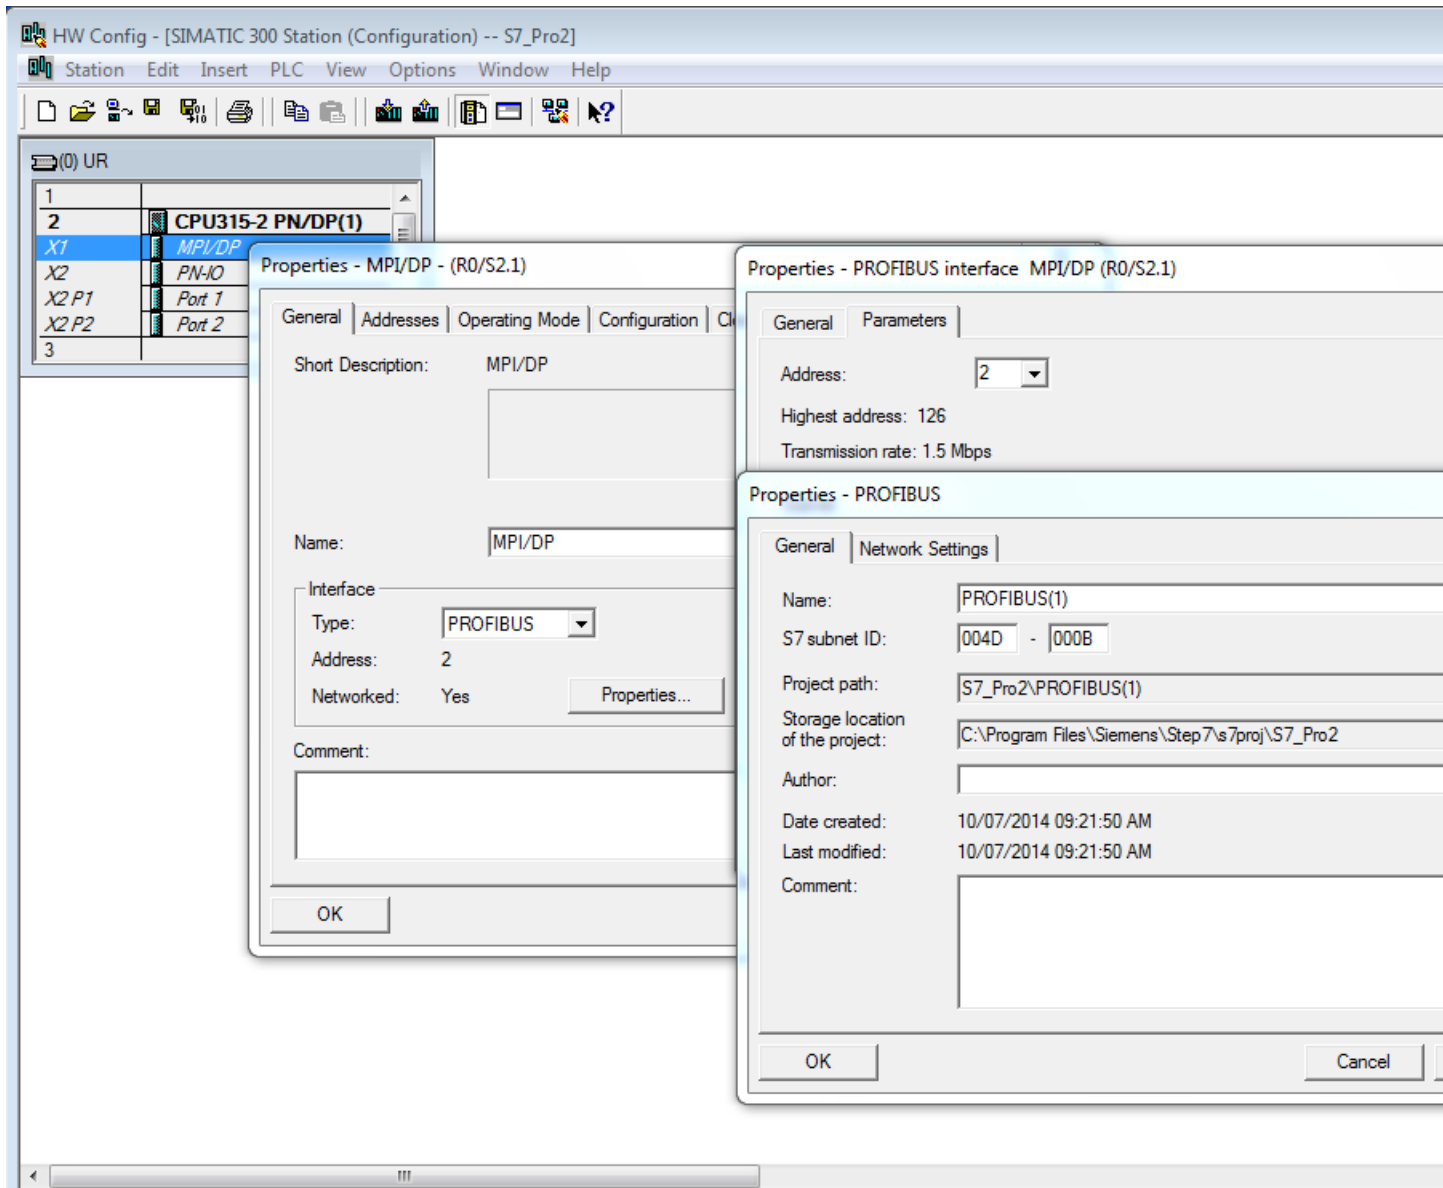 HW Config - [SIMATIC 300 Station (Configuration) -- S7_Pro2]
Station Edit Insert PLC View Options Window Help
(0) UR
1
2 CPU315-2 PN/DP(1)
X1 MPI/DP
X2 PN-IO
X2 P1 Port 1
X2 P2 Port 2
3
Properties - MPI/DP - (R0/S2.1)
General Addresses Operating Mode Configuration
Short Description: MPI/DP
Name: MPI/DP
Interface
Type: PROFIBUS
Address: 2
Networked: Yes Properties...
Comment:
OK
Properties - PROFIBUS interface MPI/DP (R0/S2.1)
General Parameters
Address: 2
Highest address: 126
Transmission rate: 1.5 Mbps
Properties - PROFIBUS
General Network Settings
Name: PROFIBUS(1)
S7 subnet ID: 004D - 000B
Project path: S7_Pro2\PROFIBUS(1)
Storage location
of the project: C:\Program Files\Siemens\Step7\s7proj\S7_Pro2
Author:
Date created: 10/07/2014 09:21:50 AM
Last modified: 10/07/2014 09:21:50 AM
Comment:
OK Cancel